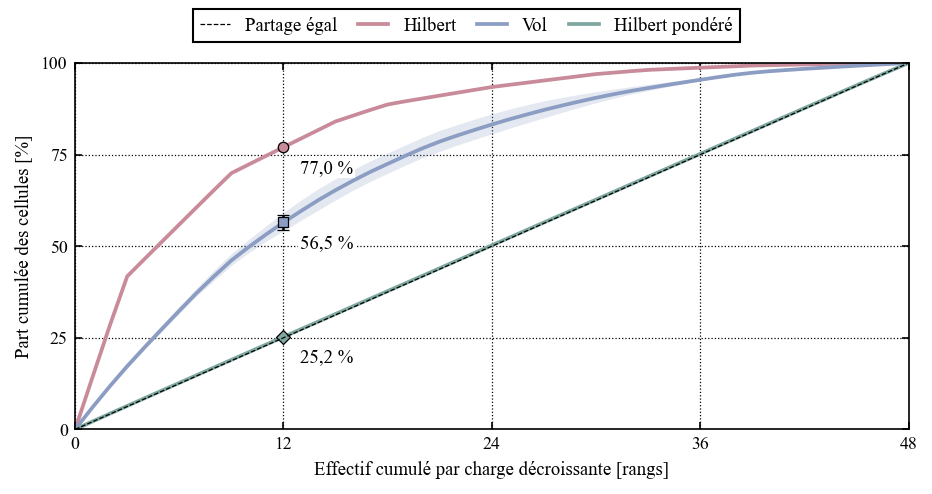 Partage égal Hilbert Vol Hilbert pondéré
Part cumulée des cellules [%]
100
75
50
25
0
77,0 %
56,5 %
25,2 %
0 12 24 36 48
Effectif cumulé par charge décroissante [rangs]